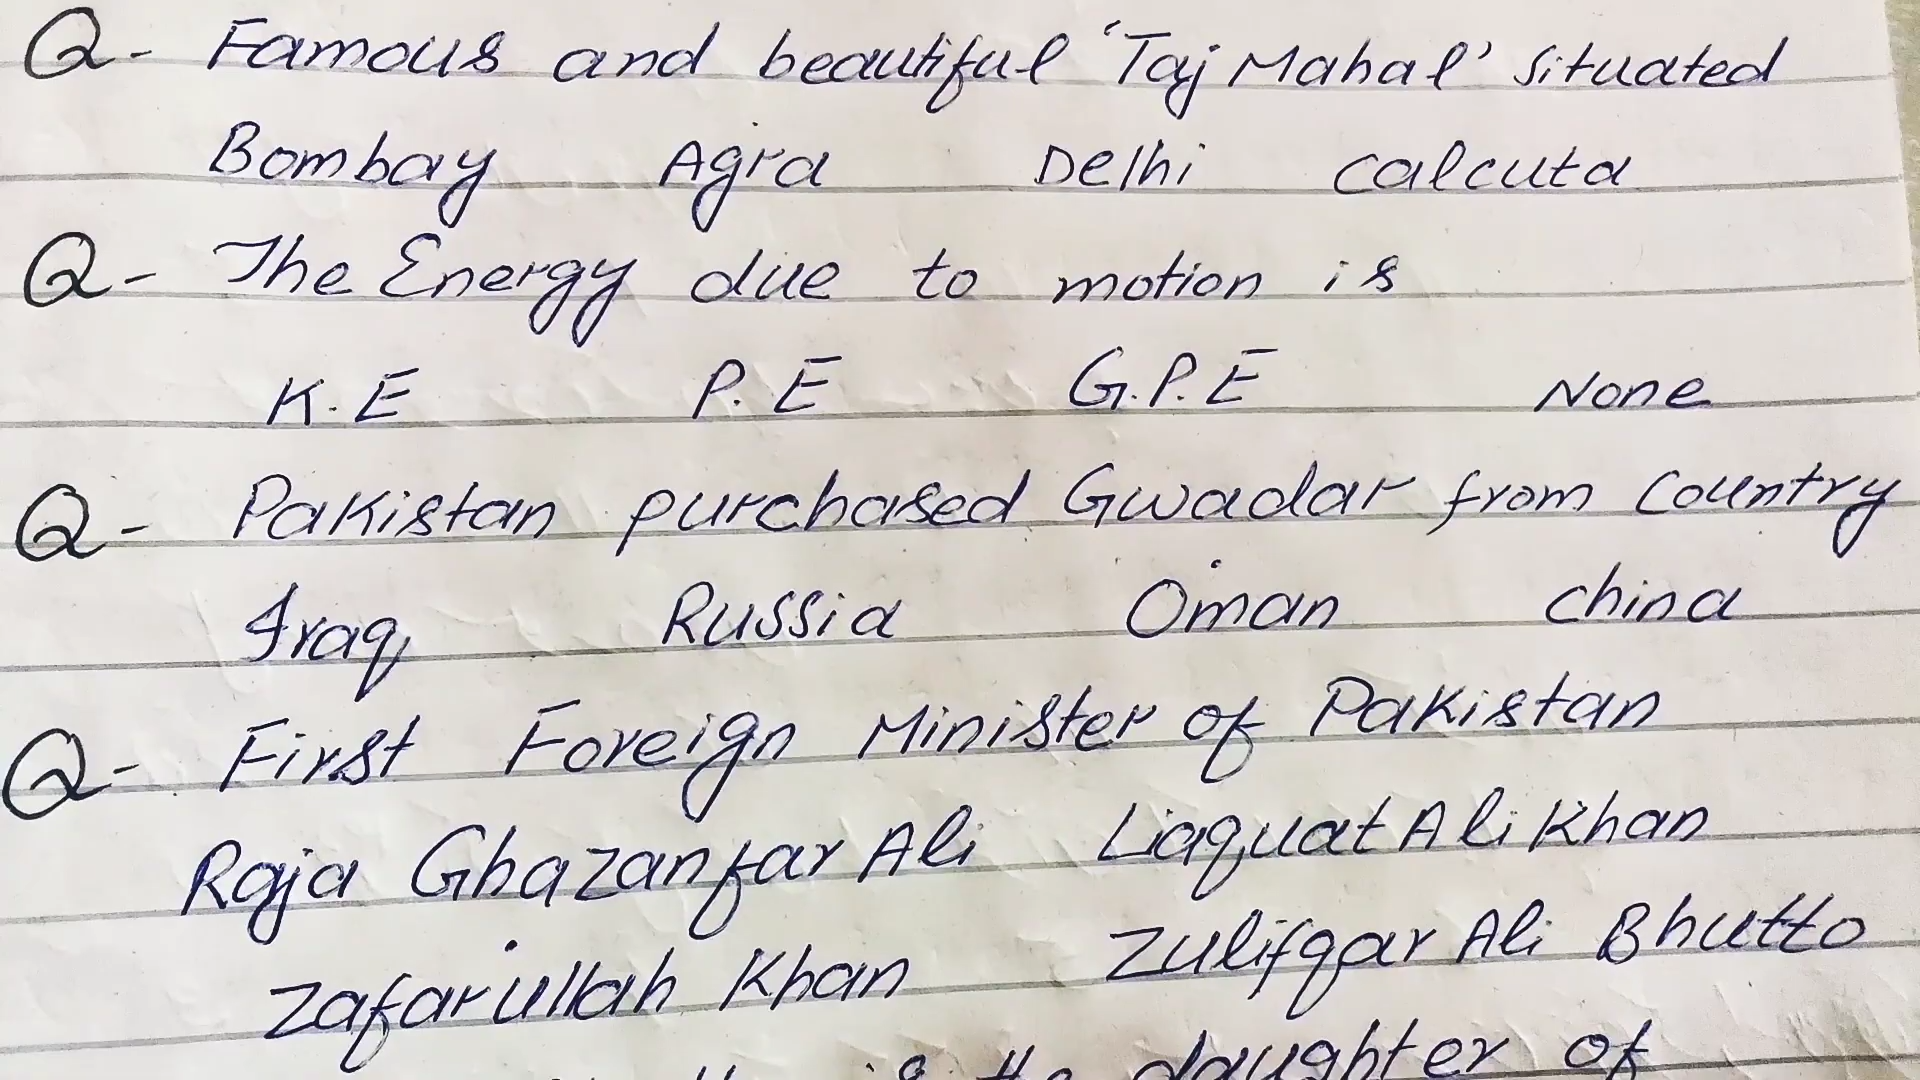 Q- Famous and beautiful 'Taj Mahal' situated
Bombay Agra Delhi Calcuta
Q- The Energy due to motion is
K.E P.E G.P.E None
Q- Pakistan purchased Gwadar from Country
Iraq Russia Oman China
Q- First Foreign Minister of Pakistan
Raja Ghazanfar Ali Liaquat Ali Khan
Zafarullah Khan Zulifqar Ali Bhutto
is the daughter of